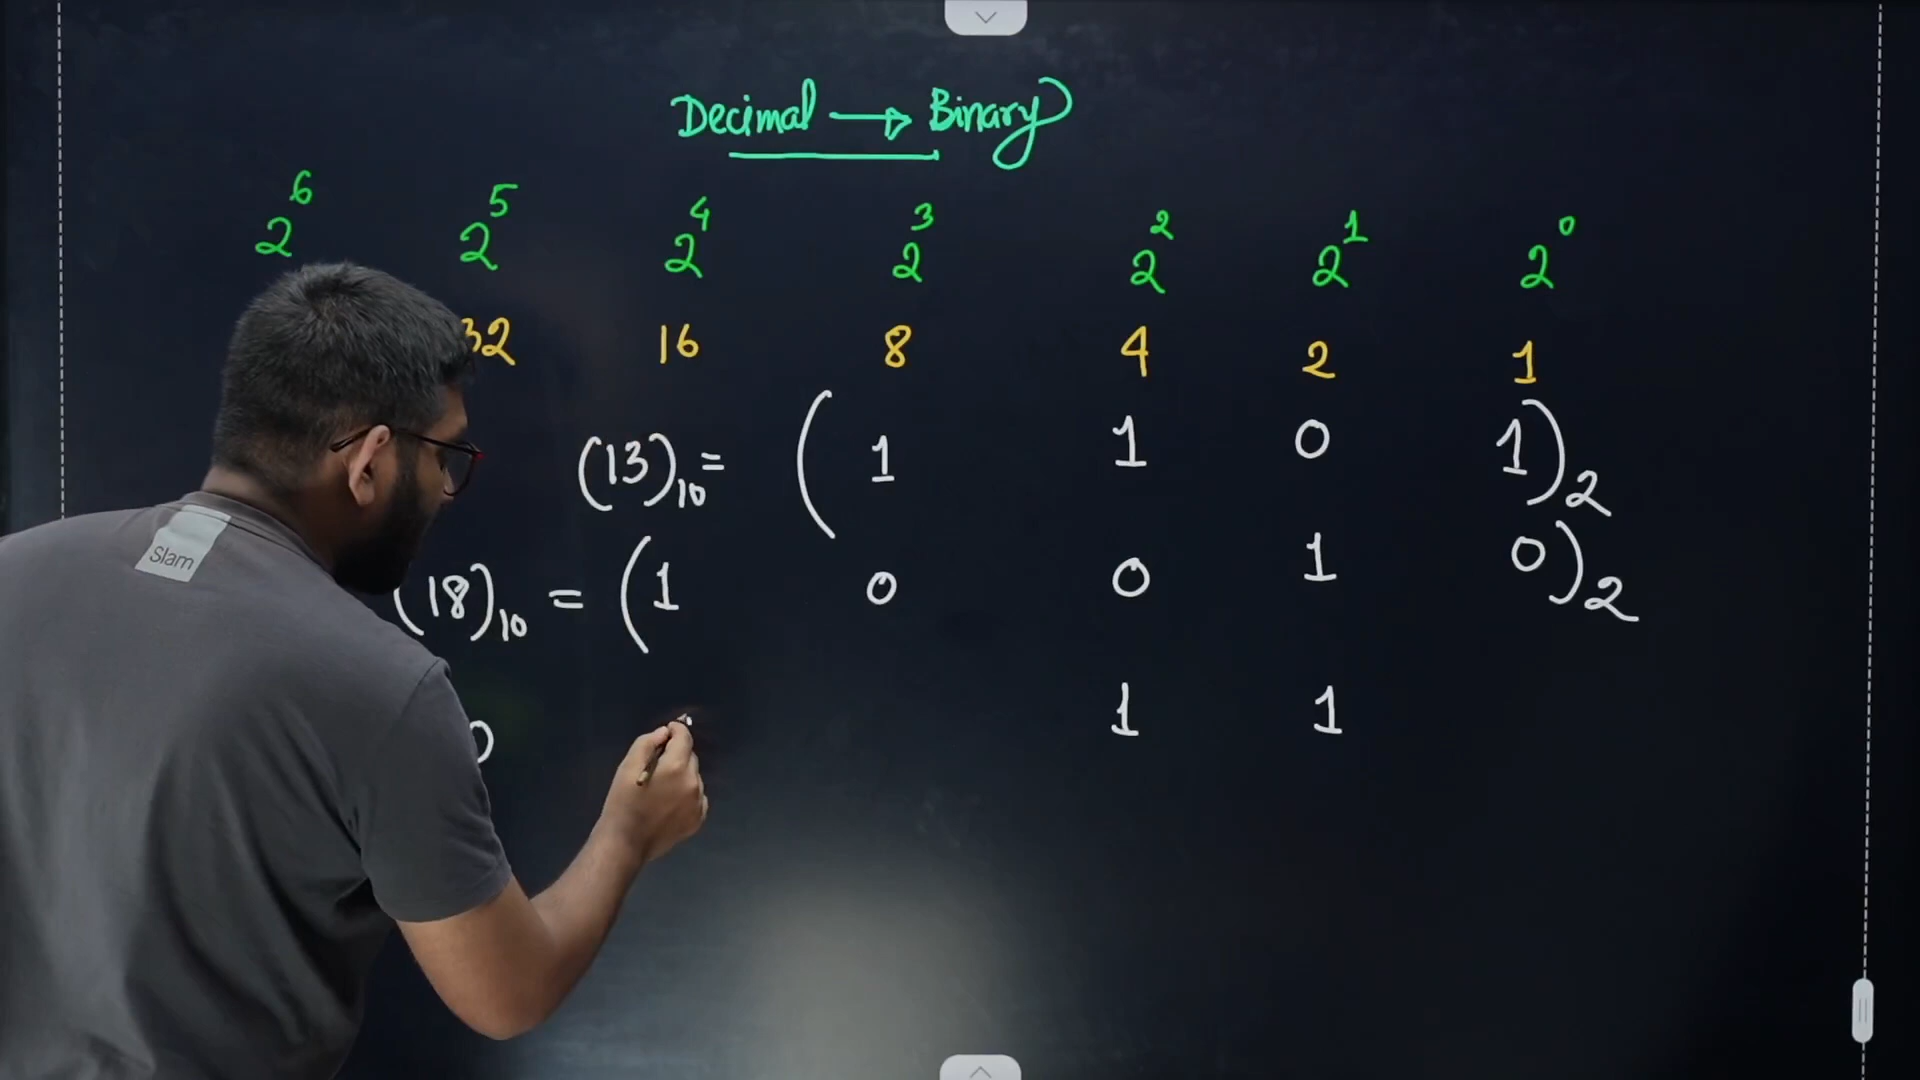 Decimal → Binary
2^6 2^5 2^4 2^3 2^2 2^1 2^0
32 16 8 4 2 1
(13)₁₀ = (1 1 0 1)₂
Slam
(18)₁₀ = (1 0 0 1 0)₂
0 1 1